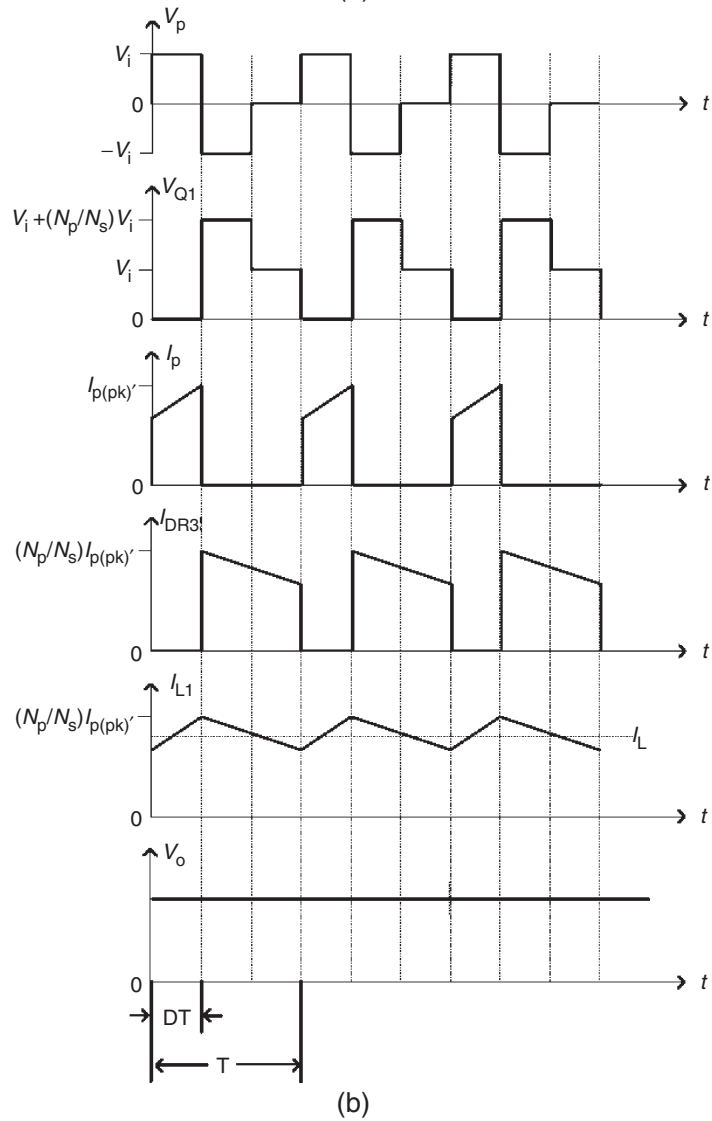 V_p
V_i
0
t
−V_i
V_Q1
V_i +(N_p/N_s) V_i
V_i
0
t
I_p
I_p(pk)′
t
0
I_DR3
(N_p/N_s) I_p(pk)′
0
t
I_L1
(N_p/N_s) I_p(pk)′
I_L
0
t
V_o
0
t
DT
T
(b)